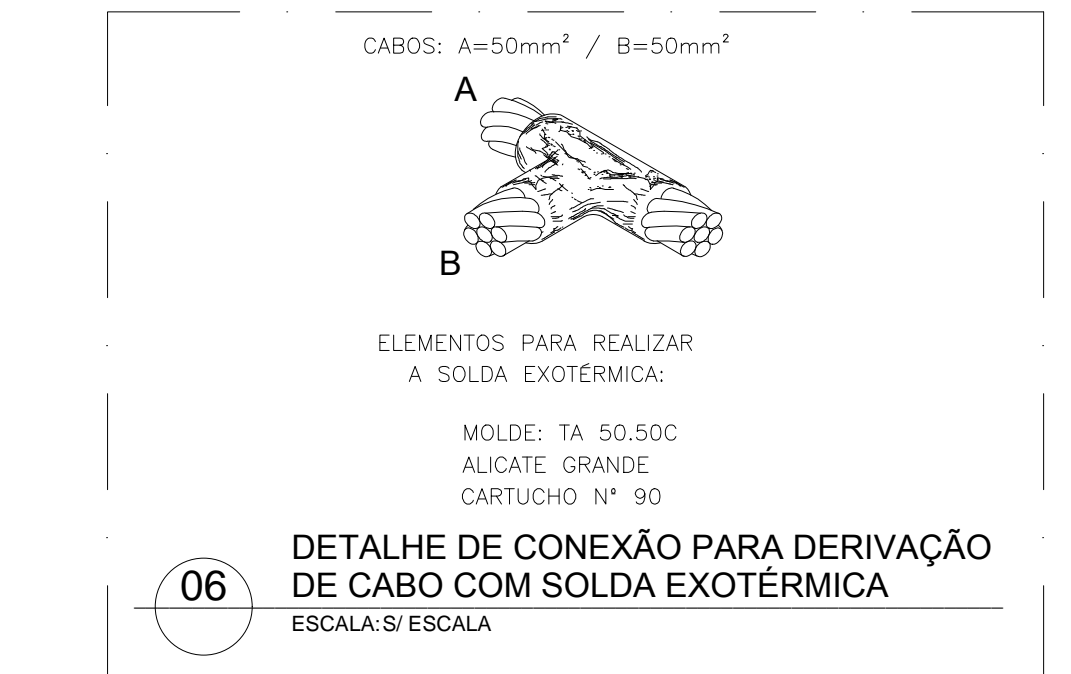 CABOS: A=50mm² / B=50mm²
A
B
ELEMENTOS PARA REALIZAR
A SOLDA EXOTÉRMICA:
MOLDE: TA 50.50C
ALICATE GRANDE
CARTUCHO N° 90
06
DETALHE DE CONEXÃO PARA DERIVAÇÃO
DE CABO COM SOLDA EXOTÉRMICA
ESCALA: S/ ESCALA